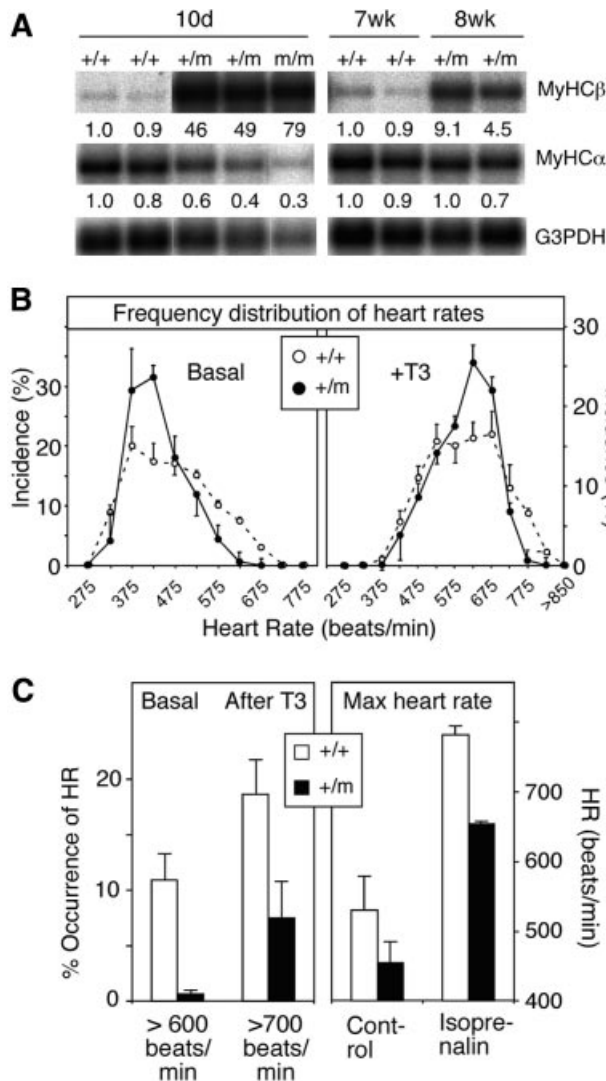 A
10d 7wk 8wk
+/+ +/+ +/m +/m m/m +/+ +/+ +/m +/m
MyHCβ
1.0 0.9 46 49 79 1.0 0.9 9.1 4.5
MyHCα
1.0 0.8 0.6 0.4 0.3 1.0 0.9 1.0 0.7
G3PDH
B
Frequency distribution of heart rates
Basal
+/+
+/m
+T3
Incidence (%)
30
20
10
0
30
20
10
0
275 375 475 575 675 775 275 375 475 575 675 775 >850
Heart Rate (beats/min)
C
Basal After T3 Max heart rate
+/+
+/m
% Occurrence of HR
20
10
0
HR (beats/min)
700
600
500
400
> 600 beats/ min
>700 beats/ min
Cont- rol
Isopre- nalin